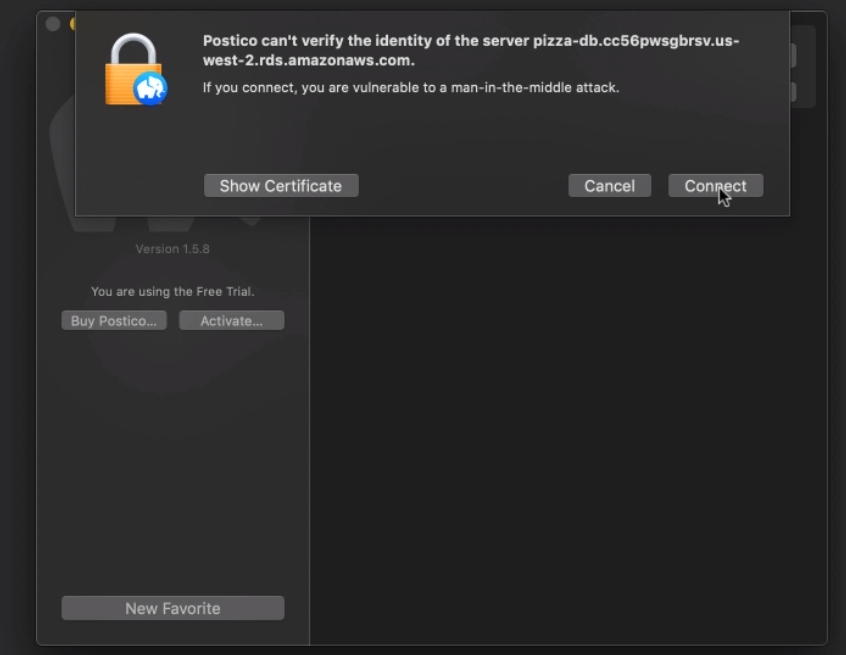 Postico can't verify the identity of the server pizza-db.cc56pwsgbrsv.us-
west-2.rds.amazonaws.com.
If you connect, you are vulnerable to a man-in-the-middle attack.
Show Certificate
Cancel
Connect
Version 1.5.8
You are using the Free Trial.
Buy Postico...
Activate...
New Favorite